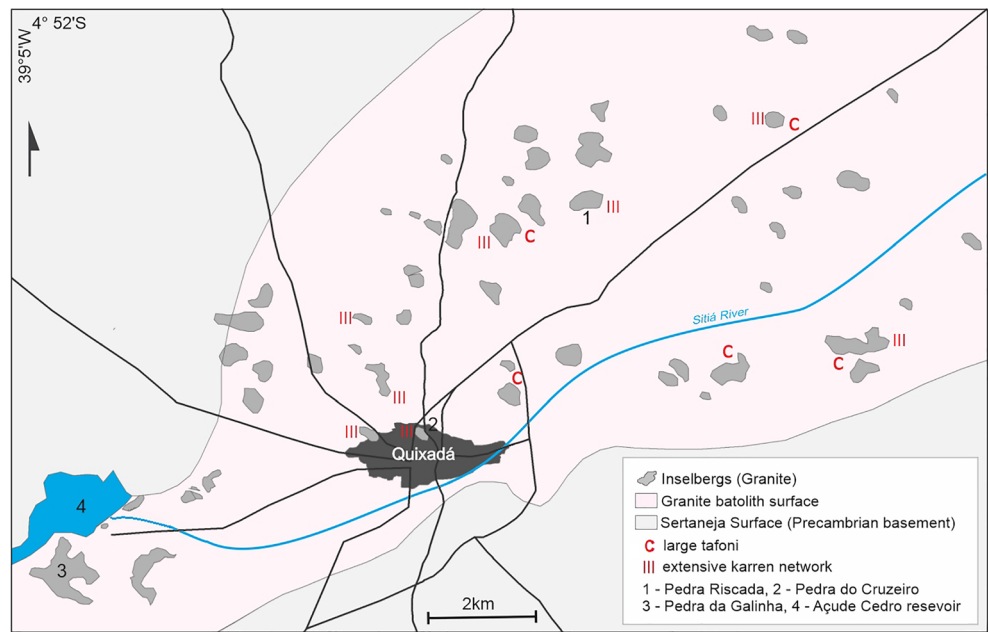 4° 52'S
39°5'W
III
C
1
III
III
C
Sitiá River
III
C
III
C
C
III
2
III
III
Quixadá
4
3
2km
Inselbergs (Granite)
Granite batolith surface
Sertaneja Surface (Precambrian basement)
C large tafoni
III extensive karren network
1 - Pedra Riscada, 2 - Pedra do Cruzeiro
3 - Pedra da Galinha, 4 - Açude Cedro resevoir